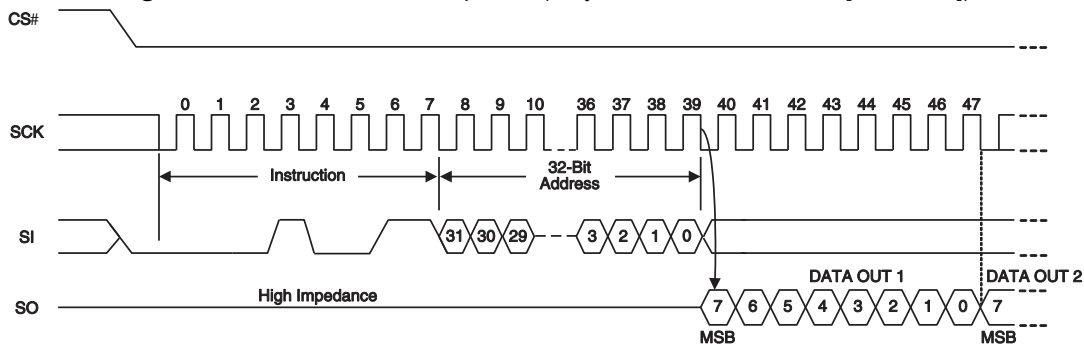 CS#
0 1 2 3 4 5 6 7 8 9 10 36 37 38 39 40 41 42 43 44 45 46 47
SCK
Instruction
32-Bit
Address
SI
31 30 29 3 2 1 0
DATA OUT 1
DATA OUT 2
High Impedance
SO
7 6 5 4 3 2 1 0 7
MSB
MSB